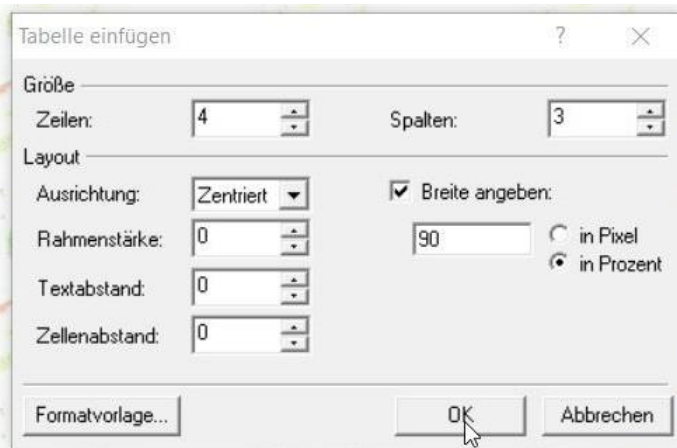 Tabelle einfügen ?
Größe
Zeilen: 4 Spalten: 3
Layout
Ausrichtung: Zentriert Breite angeben:
Rahmenstärke: 0 90 in Pixel
in Prozent
Textabstand: 0
Zellenabstand: 0
Formatvorlage... OK Abbrechen